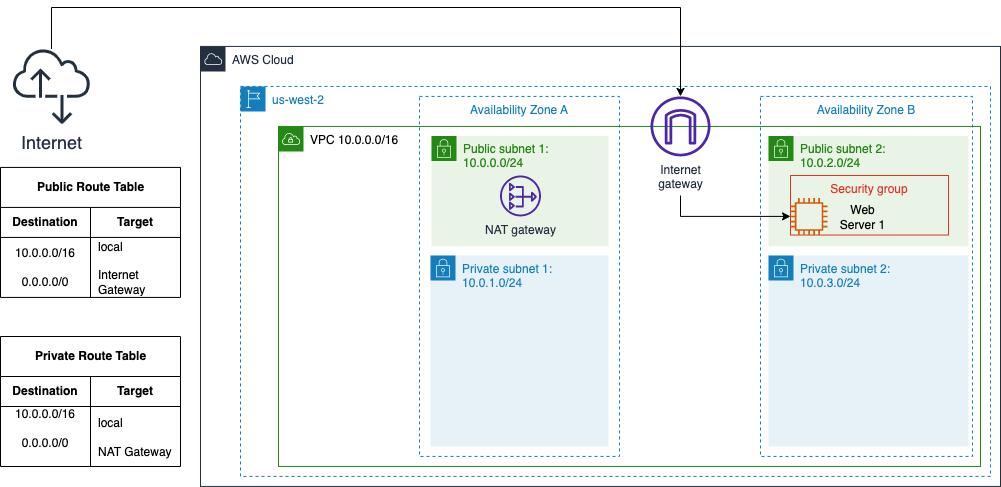 AWS Cloud
us-west-2
Availability Zone A
Availability Zone B
VPC 10.0.0.0/16
Internet
Public subnet 1:
10.0.0.0/24
NAT gateway
Internet
gateway
Public subnet 2:
10.0.2.0/24
Security group
Web
Server 1
Private subnet 1:
10.0.1.0/24
Private subnet 2:
10.0.3.0/24
Public Route Table
Destination Target
10.0.0.0/16 local
0.0.0.0/0 Internet
Gateway
Private Route Table
Destination Target
10.0.0.0/16 local
0.0.0.0/0 NAT Gateway